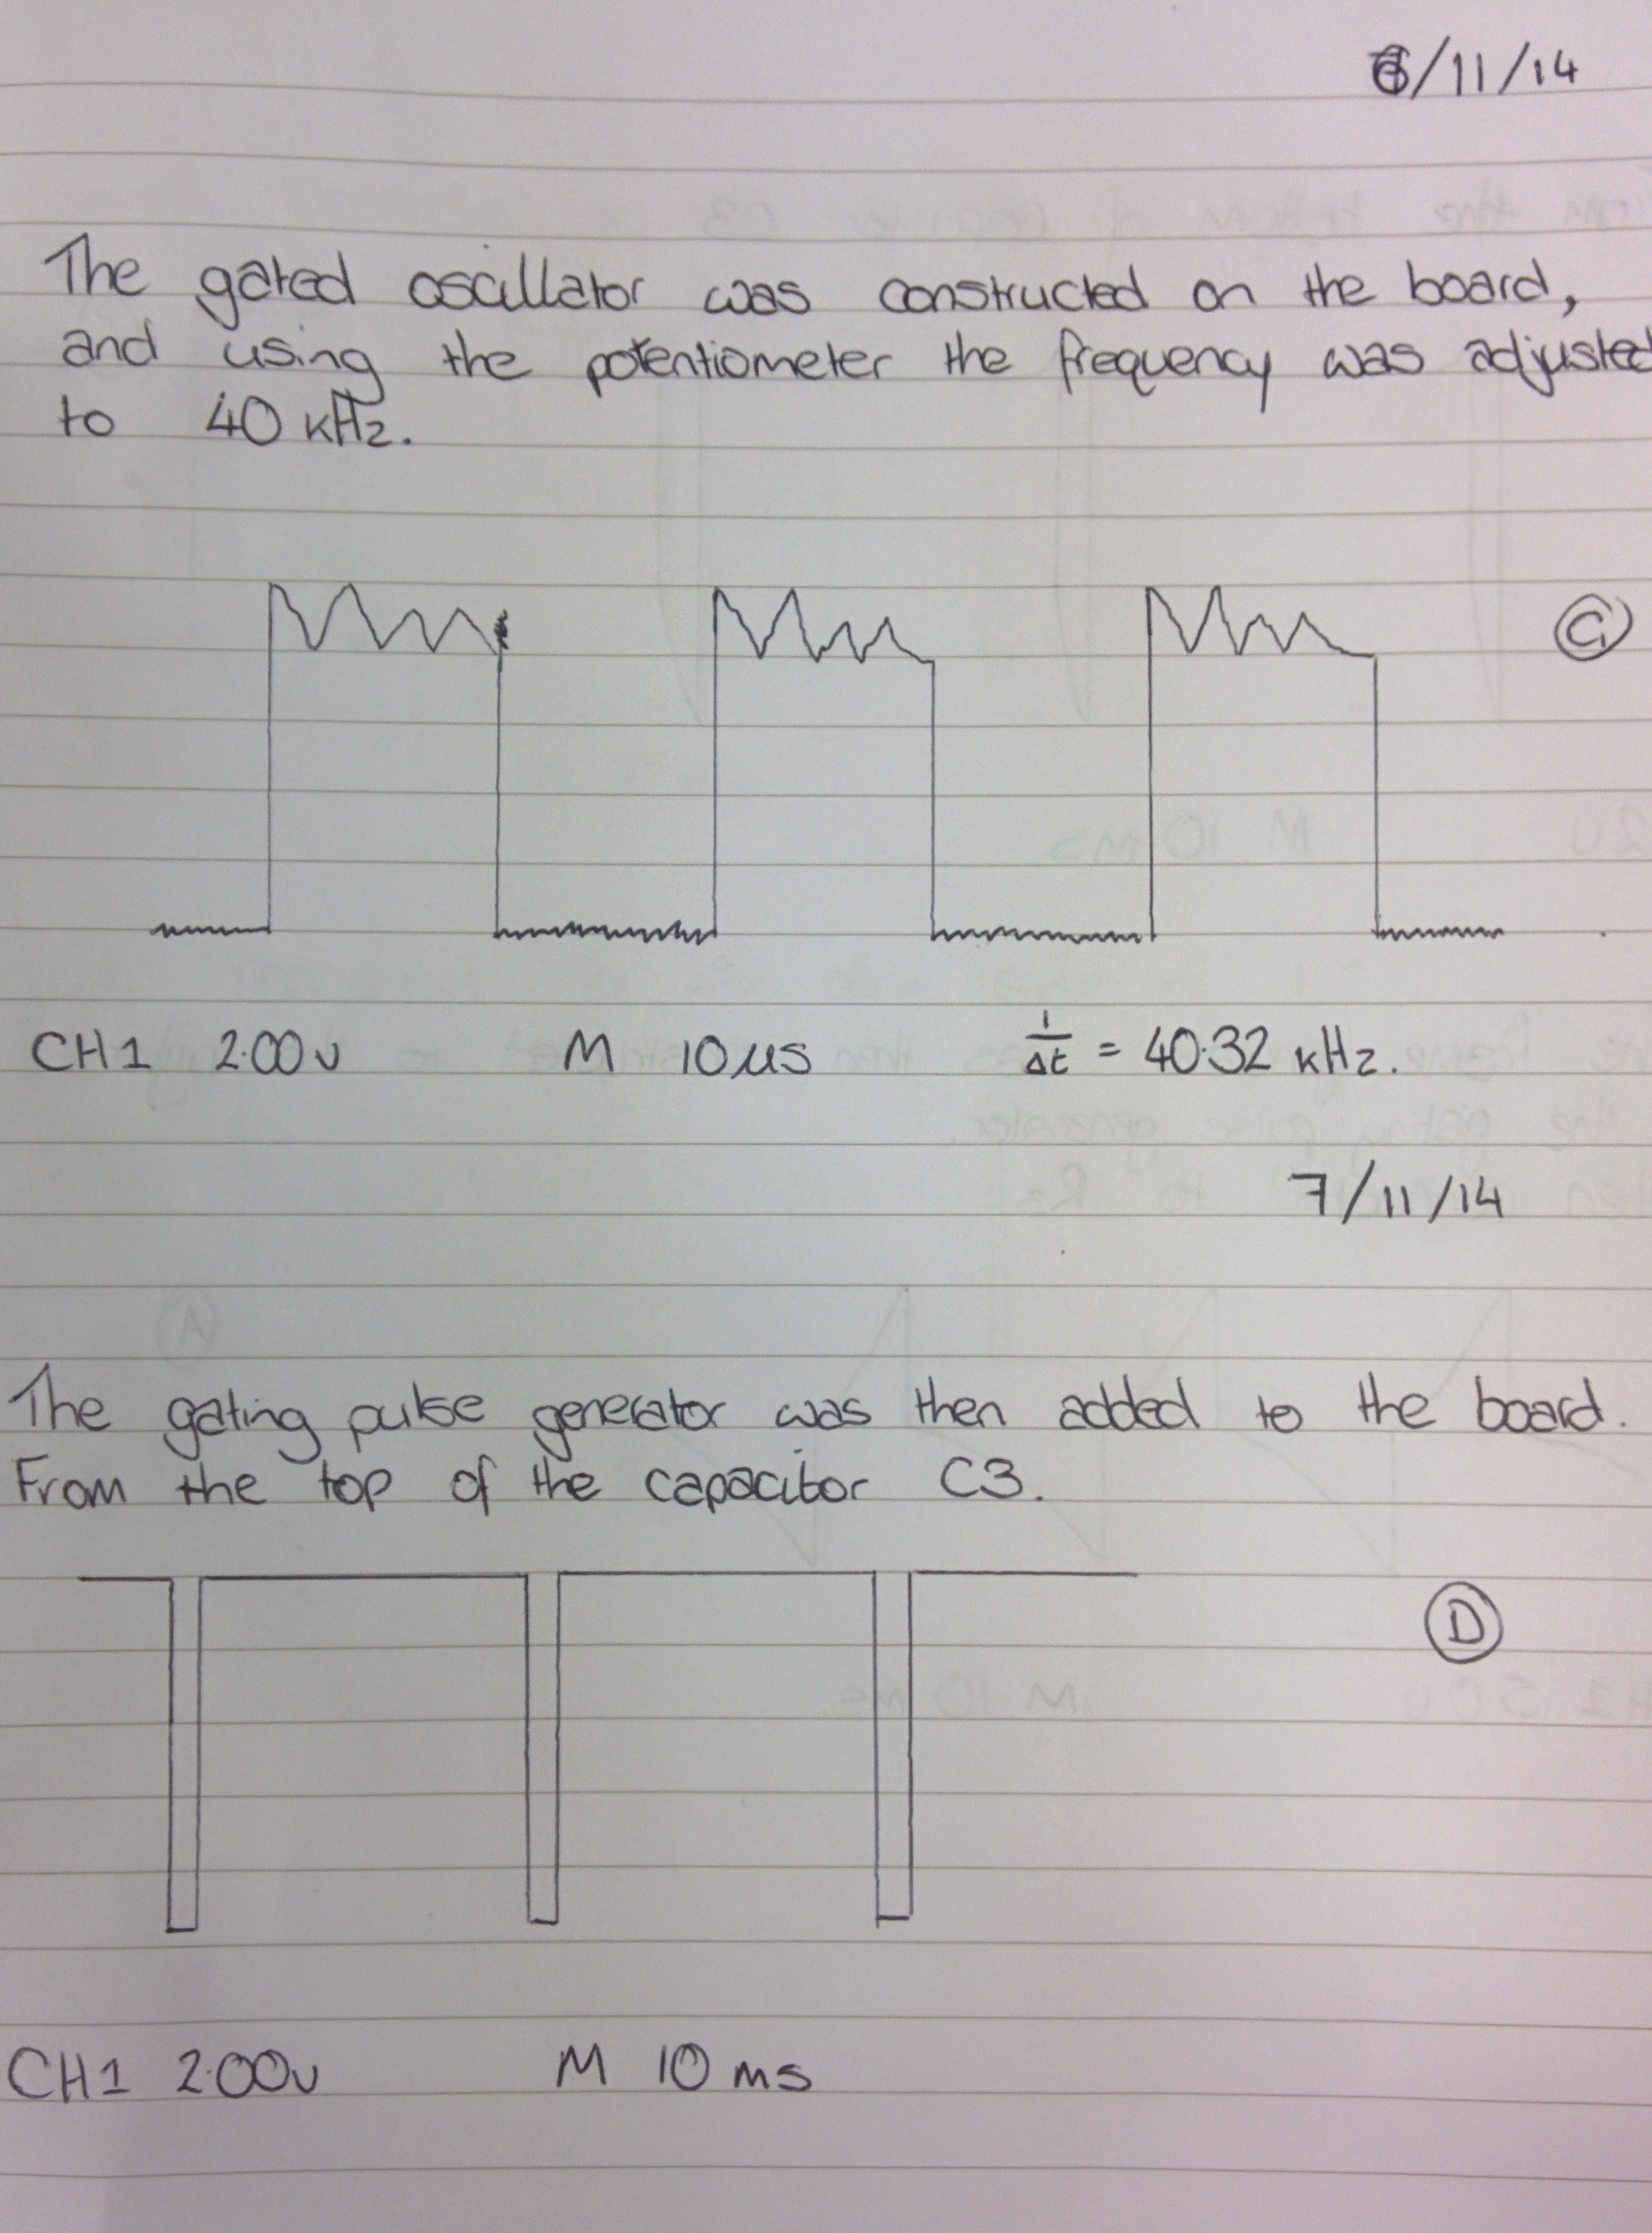 6/11/14
The gated oscillator was constructed on the board,
and using the potentiometer the frequency was adjusted
to 40 kHz.
C
CH1 2.00v M 10us 1/Δt = 40.32 kHz.
7/11/14
The gating pulse generator was then added to the board.
From the top of the capacitor C3.
D
CH1 2.00v M 10 ms